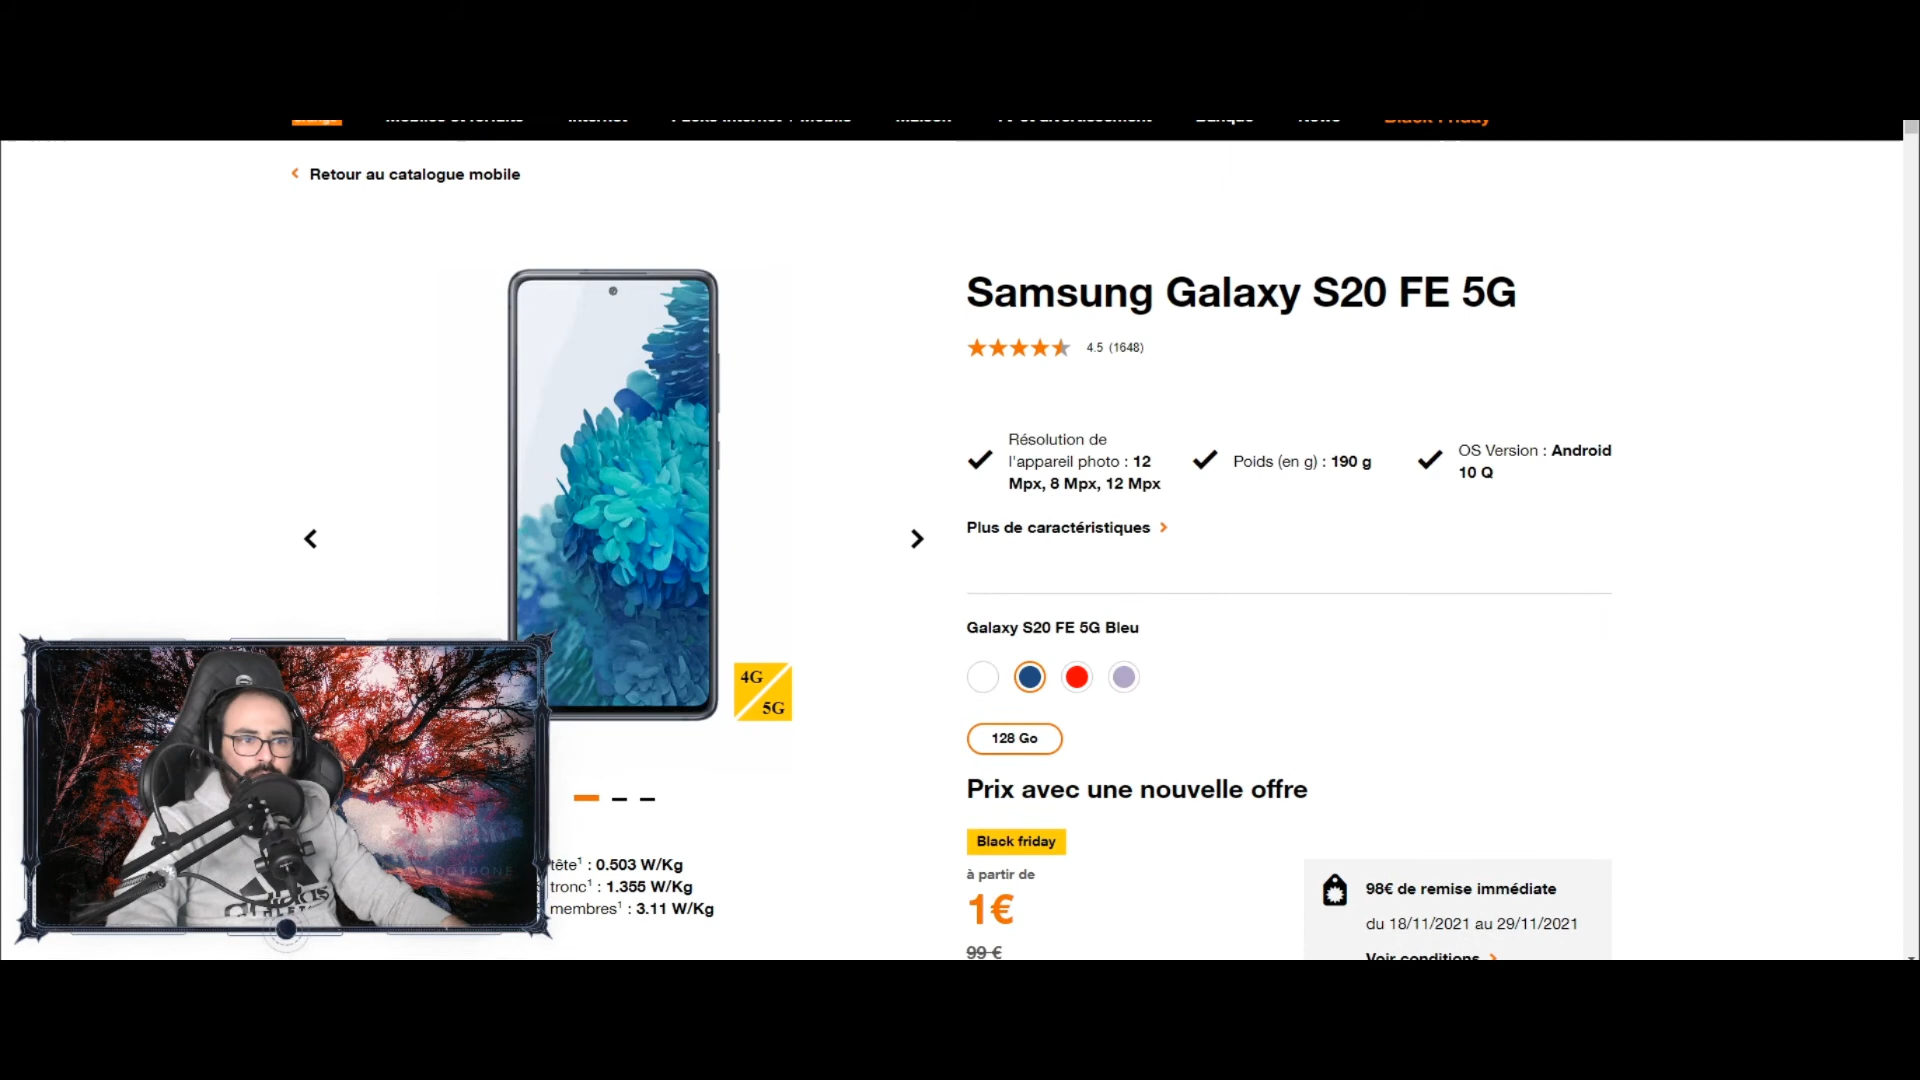 Retour au catalogue mobile
Samsung Galaxy S20 FE 5G
4.5 (1648)
Résolution de
l'appareil photo : 12
Mpx, 8 Mpx, 12 Mpx
Poids (en g) : 190 g
OS Version : Android
10 Q
Plus de caractéristiques
Galaxy S20 FE 5G Bleu
4G
5G
128 Go
Prix avec une nouvelle offre
Black friday
à partir de
1€
99 €
98€ de remise immédiate
du 18/11/2021 au 29/11/2021
Voir conditions
tête¹ : 0.503 W/Kg
tronc¹ : 1.355 W/Kg
membres¹ : 3.11 W/Kg